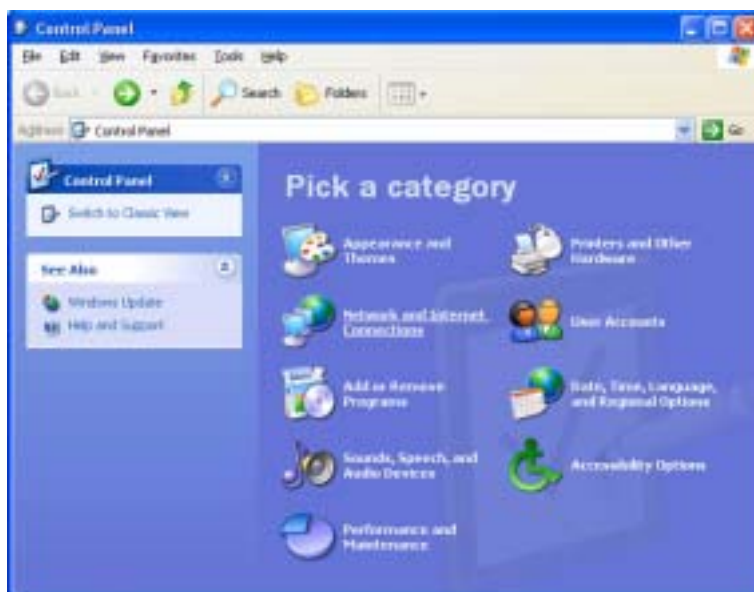 Control Panel
File Edit View Favorites Tools Help
Back Search Folders
Address Control Panel Go
Control Panel
Switch to Classic View
See Also
Windows Update
Help and Support
Pick a category
Appearance and
Themes
Printers and Other
Hardware
Network and Internet
Connections
User Accounts
Add or Remove
Programs
Date, Time, Language,
and Regional Options
Sounds, Speech, and
Audio Devices
Accessibility Options
Performance and
Maintenance